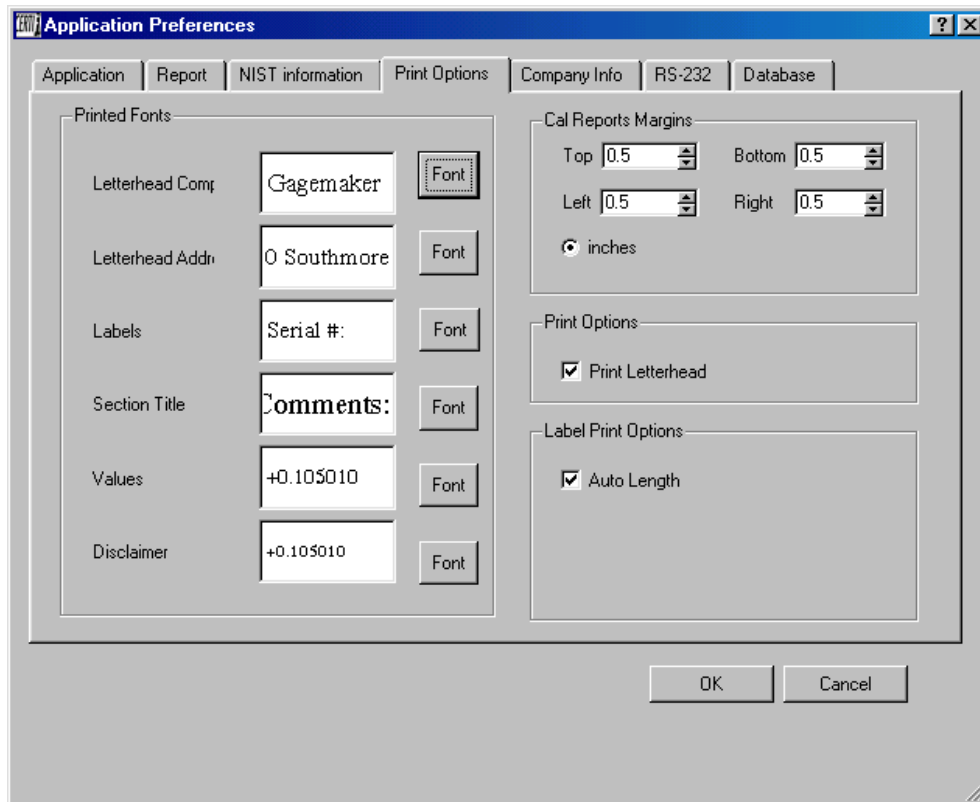 Application Preferences
Application Report NIST information Print Options Company Info RS-232 Database
Printed Fonts
Letterhead Comp
Gagemaker
Font
Letterhead Addr
0 Southmore
Font
Labels
Serial #:
Font
Section Title
Comments:
Font
Values
+0.105010
Font
Disclaimer
+0.105010
Font
Cal Reports Margins
Top 0.5 Bottom 0.5
Left 0.5 Right 0.5
inches
Print Options
Print Letterhead
Label Print Options
Auto Length
OK Cancel